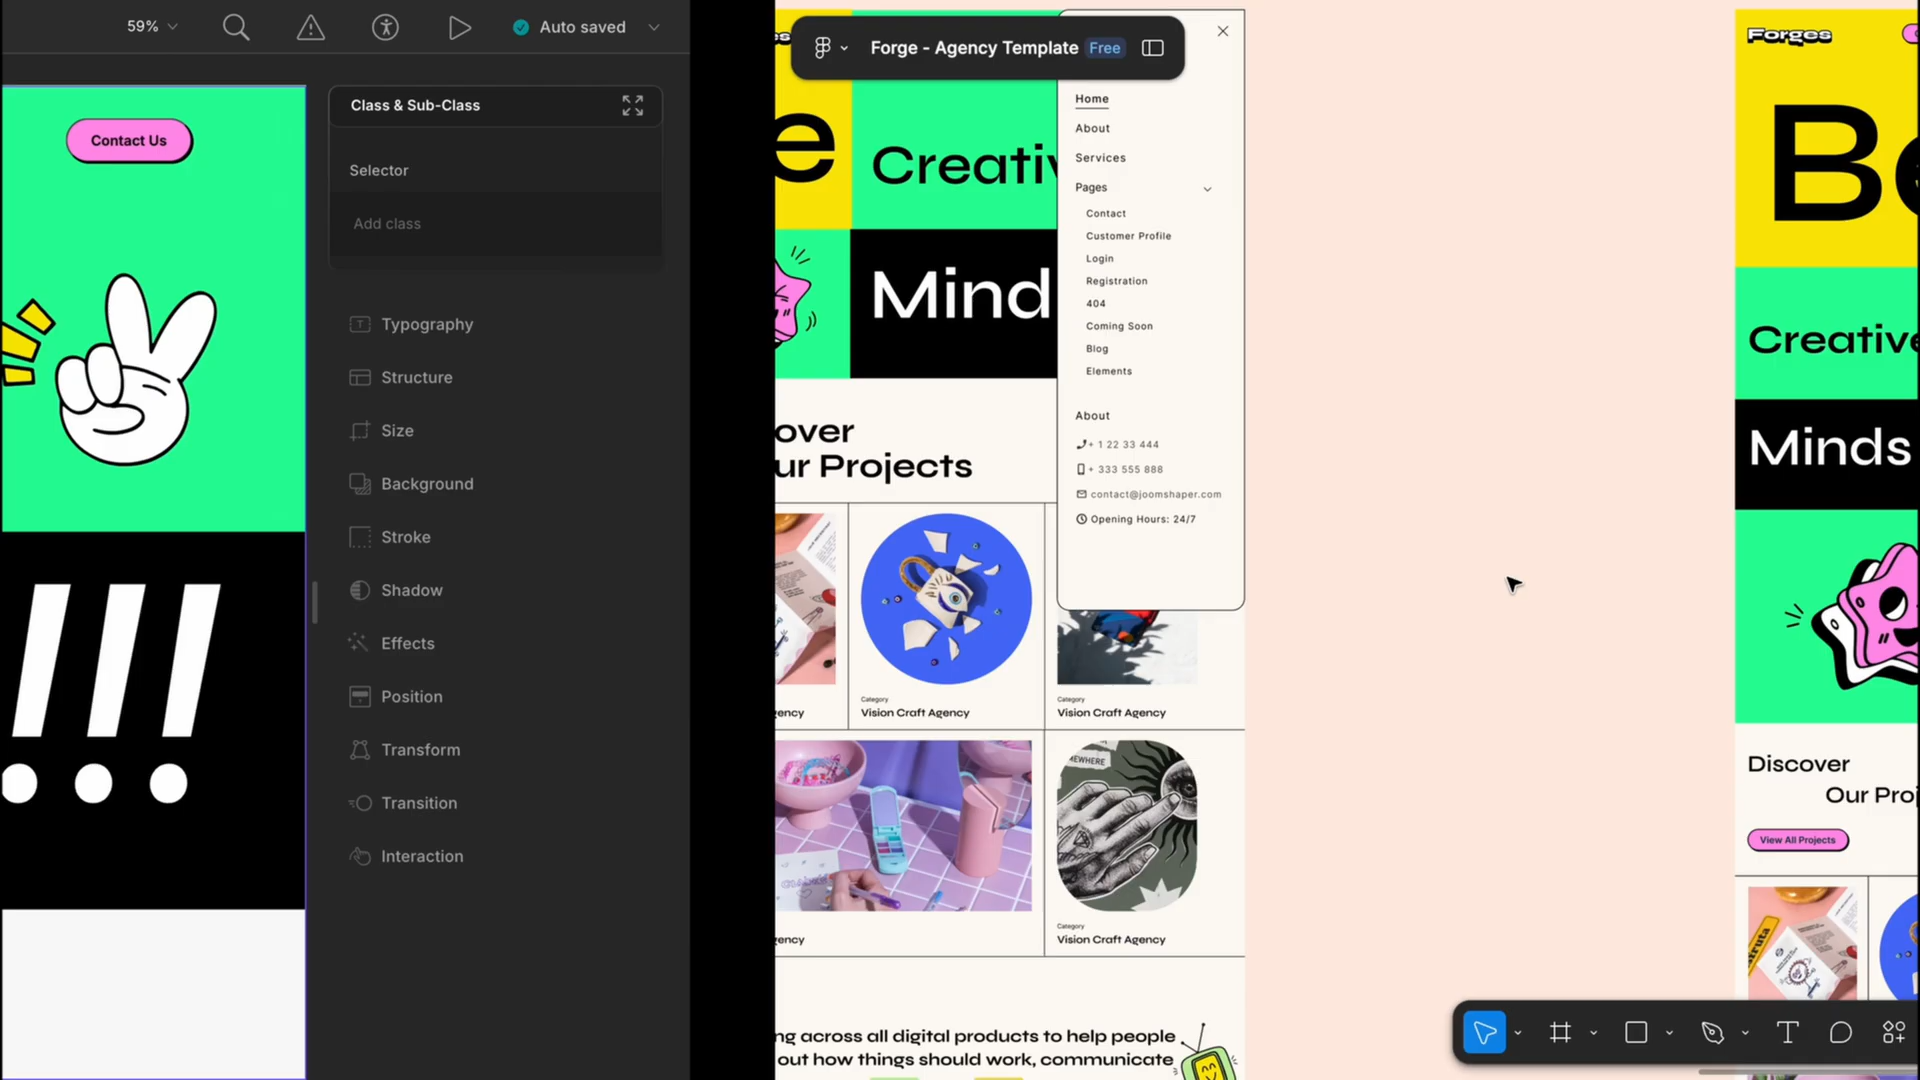 59%
Auto saved
Contact Us
!!!
Class & Sub-Class
Selector
Add class
Typography
Structure
Size
Background
Stroke
Shadow
Effects
Position
Transform
Transition
Interaction
Forge - Agency Template Free
e
Creativ
Mind
over
ur Projects
Home
About
Services
Pages
Contact
Customer Profile
Login
Registration
404
Coming Soon
Blog
Elements
About
+ 1 22 33 444
+ 333 555 888
contact@joomshaper.com
Opening Hours: 24/7
ency
Category
Vision Craft Agency
Category
Vision Craft Agency
MEWHERE
ency
Category
Vision Craft Agency
ng across all digital products to help people
out how things should work, communicate
Forges
Be
Creative
Minds
Discover
Our Proj
View All Projects
fruta